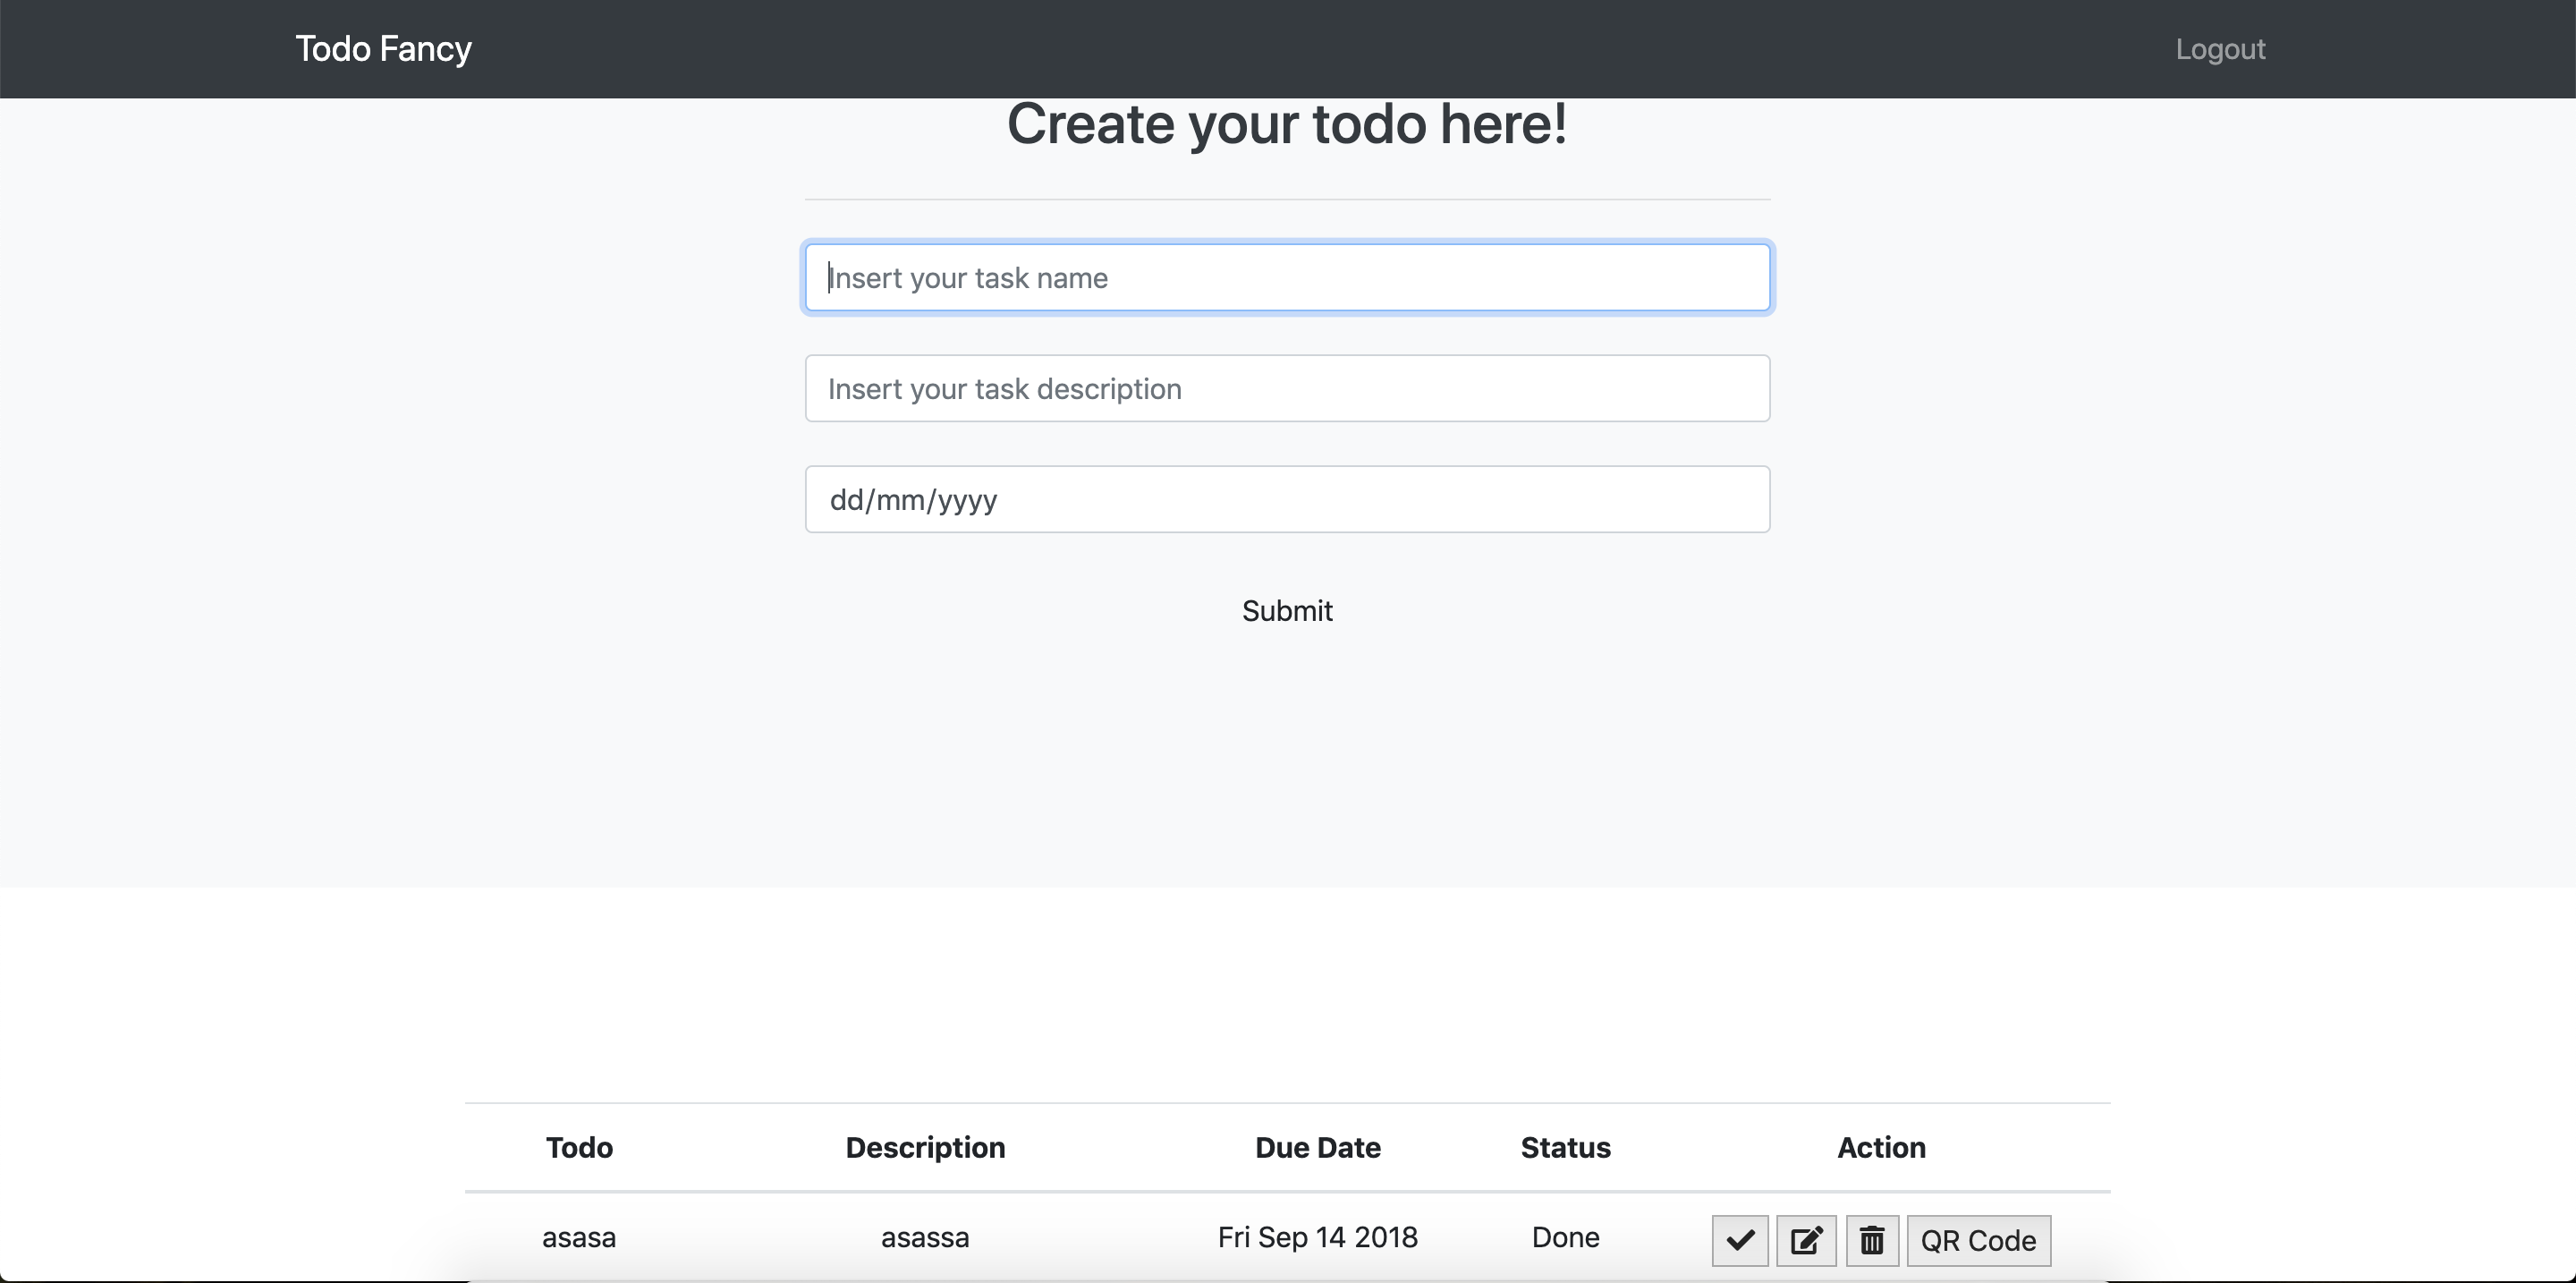 Todo Fancy Logout
Create your todo here!
Insert your task name
Insert your task description
dd/mm/yyyy
Submit
Todo Description Due Date Status Action
asasa asassa Fri Sep 14 2018 Done QR Code